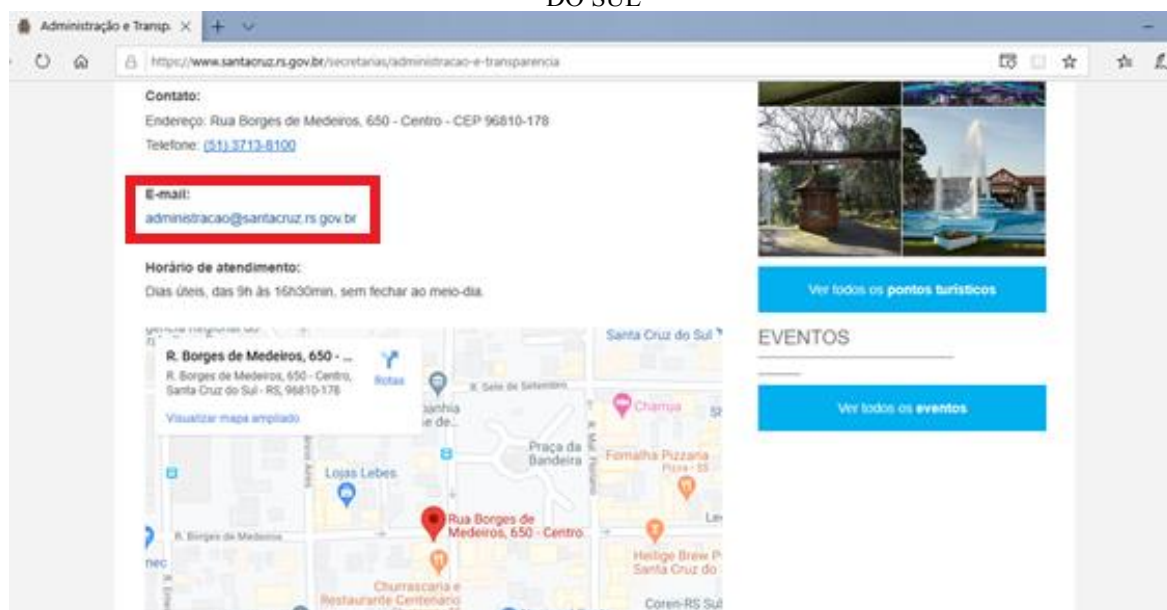 DO SUL
Administração e Transp.
https://www.santacruz.rs.gov.br/secretarias/administracao-e-transparencia
Contato:
Endereço: Rua Borges de Medeiros, 650 - Centro - CEP 96810-178
Telefone: (51) 3713-8100
E-mail:
administracao@santacruz.rs.gov.br
Horário de atendimento:
Dias úteis, das 9h às 16h30min, sem fechar ao meio-dia.
Ver todos os pontos turísticos
EVENTOS
Ver todos os eventos
R. Borges de Medeiros, 650 - ...
R. Borges de Medeiros, 650 - Centro,
Santa Cruz do Sul - RS, 96810-178
Rotas
Visualizar mapa ampliado
Santa Cruz do Sul
R. Sete de Setembro
Charrua
Praça da
Bandeira
R. Mal. Floriano
Fornalha Pizzaria
Pizza - $$
Lojas Lebes
Rua Borges de
Medeiros, 650 - Centro
R. Borges de Medeiros
Heilige Brew P
Santa Cruz do
Churrascaria e
Restaurante Centenário
Coren-RS Sub